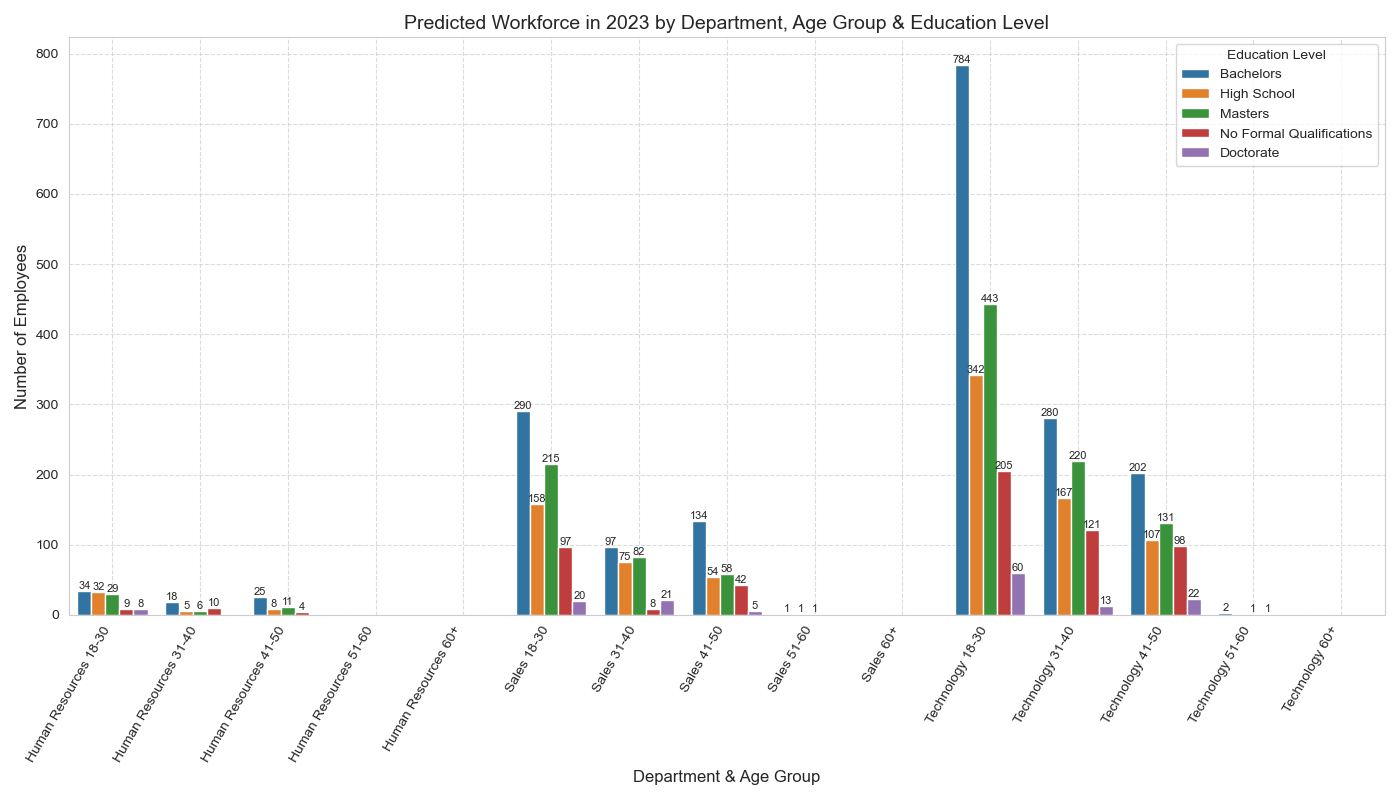 Predicted Workforce in 2023 by Department, Age Group & Education Level
Number of Employees
800
700
600
500
400
300
200
100
0
Education Level
Bachelors
High School
Masters
No Formal Qualifications
Doctorate
34 32 29 9 8
18 5 6 10
25 8 11 4
290 158 215 97 20
97 75 82 8 21
134 54 58 42 5
1 1 1
784 342 443 205 60
280 167 220 121 13
202 107 131 98 22
2 1 1
Human Resources 18-30
Human Resources 31-40
Human Resources 41-50
Human Resources 51-60
Human Resources 60+
Sales 18-30
Sales 31-40
Sales 41-50
Sales 51-60
Sales 60+
Technology 18-30
Technology 31-40
Technology 41-50
Technology 51-60
Technology 60+
Department & Age Group